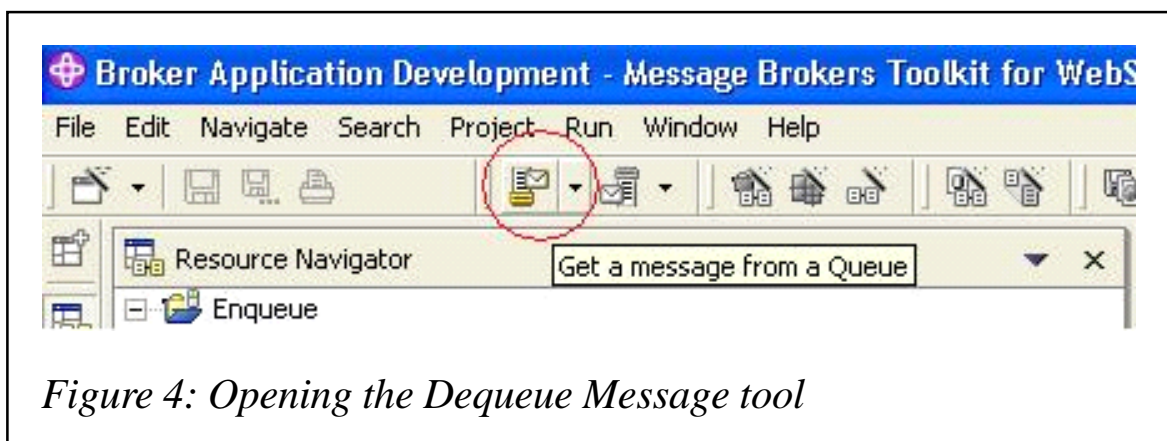 Broker Application Development - Message Brokers Toolkit for WebS
File Edit Navigate Search Project Run Window Help
Resource Navigator
Get a message from a Queue
Enqueue
Figure 4: Opening the Dequeue Message tool